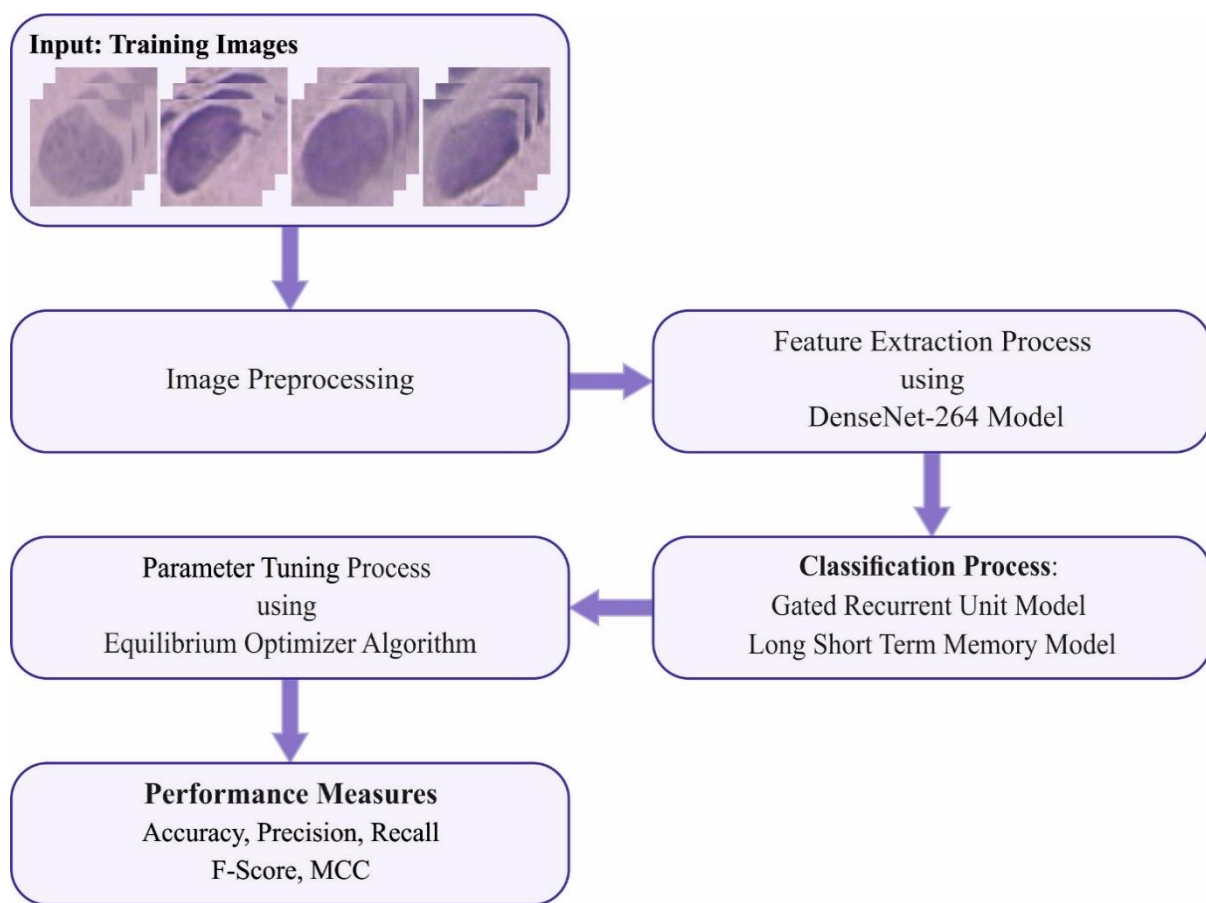 Input: Training Images
Image Preprocessing
Feature Extraction Process
using
DenseNet-264 Model
Classification Process:
Gated Recurrent Unit Model
Long Short Term Memory Model
Parameter Tuning Process
using
Equilibrium Optimizer Algorithm
Performance Measures
Accuracy, Precision, Recall
F-Score, MCC